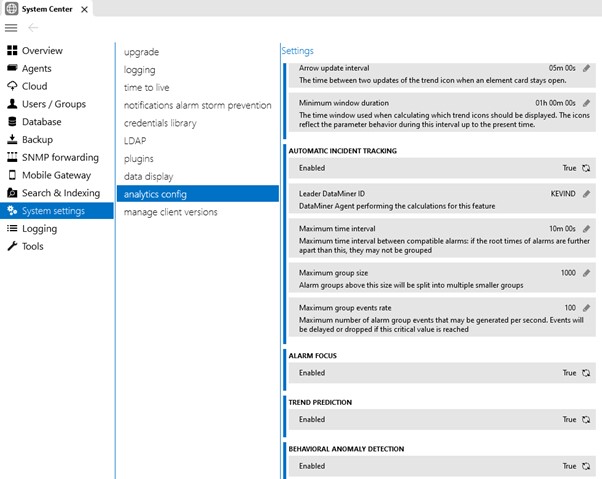 System Center
Overview
Agents
Cloud
Users / Groups
Database
Backup
SNMP forwarding
Mobile Gateway
Search & Indexing
System settings
Logging
Tools
upgrade
logging
time to live
notifications alarm storm prevention
credentials library
LDAP
plugins
data display
analytics config
manage client versions
Settings
Arrow update interval 05m 00s
The time between two updates of the trend icon when an element card stays open.
Minimum window duration 01h 00m 00s
The time window used when calculating which trend icons should be displayed. The icons
reflect the parameter behavior during this interval up to the present time.
AUTOMATIC INCIDENT TRACKING
Enabled True
Leader DataMiner ID KEVIND
DataMiner Agent performing the calculations for this feature
Maximum time interval 10m 00s
Maximum time interval between compatible alarms: if the root times of alarms are further
apart than this, they may not be grouped
Maximum group size 1000
Alarm groups above this size will be split into multiple smaller groups
Maximum group events rate 100
Maximum number of alarm group events that may be generated per second. Events will
be delayed or dropped if this critical value is reached
ALARM FOCUS
Enabled True
TREND PREDICTION
Enabled True
BEHAVIORAL ANOMALY DETECTION
Enabled True